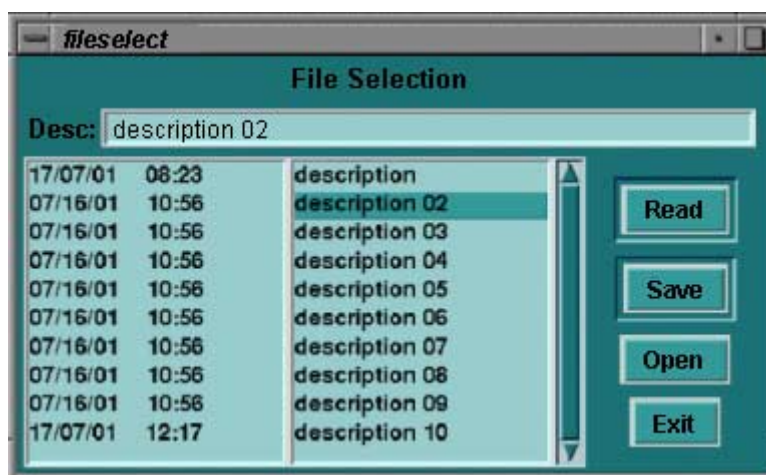 fileselect
File Selection
Desc: description 02
17/07/01 08:23 description
07/16/01 10:56 description 02
07/16/01 10:56 description 03
07/16/01 10:56 description 04
07/16/01 10:56 description 05
07/16/01 10:56 description 06
07/16/01 10:56 description 07
07/16/01 10:56 description 08
07/16/01 10:56 description 09
17/07/01 12:17 description 10
Read
Save
Open
Exit